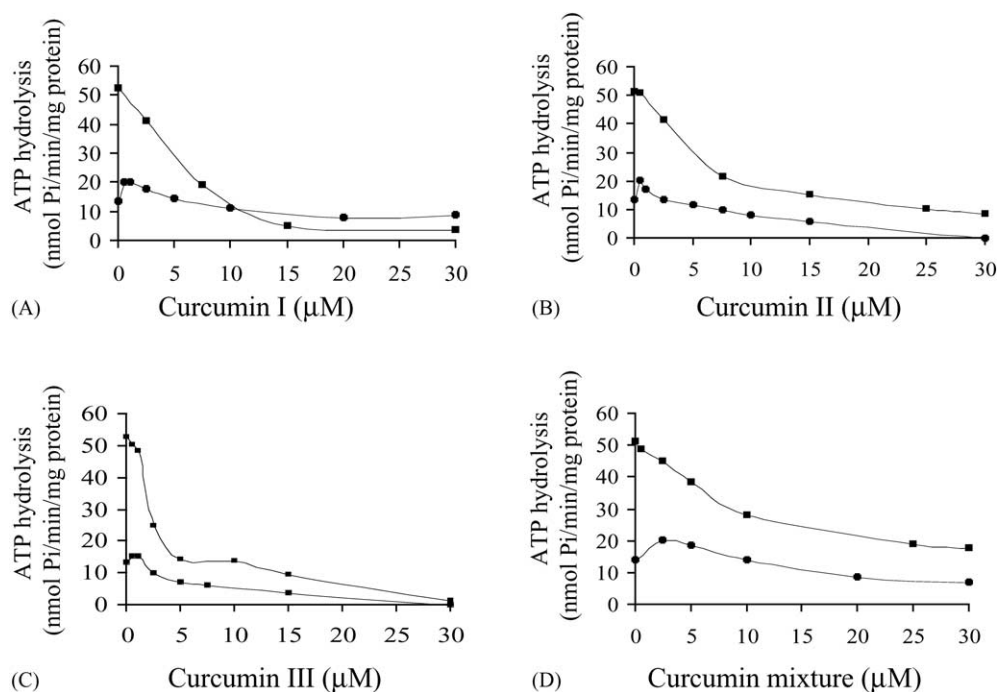 ATP hydrolysis
(nmol Pi/min/mg protein)
60
50
40
30
20
10
0
0 5 10 15 20 25 30
(A) Curcumin I (μM)
ATP hydrolysis
(nmol Pi/min/mg protein)
60
50
40
30
20
10
0
0 5 10 15 20 25 30
(B) Curcumin II (μM)
ATP hydrolysis
(nmol Pi/min/mg protein)
60
50
40
30
20
10
0
0 5 10 15 20 25 30
(C) Curcumin III (μM)
ATP hydrolysis
(nmol Pi/min/mg protein)
60
50
40
30
20
10
0
0 5 10 15 20 25 30
(D) Curcumin mixture (μM)